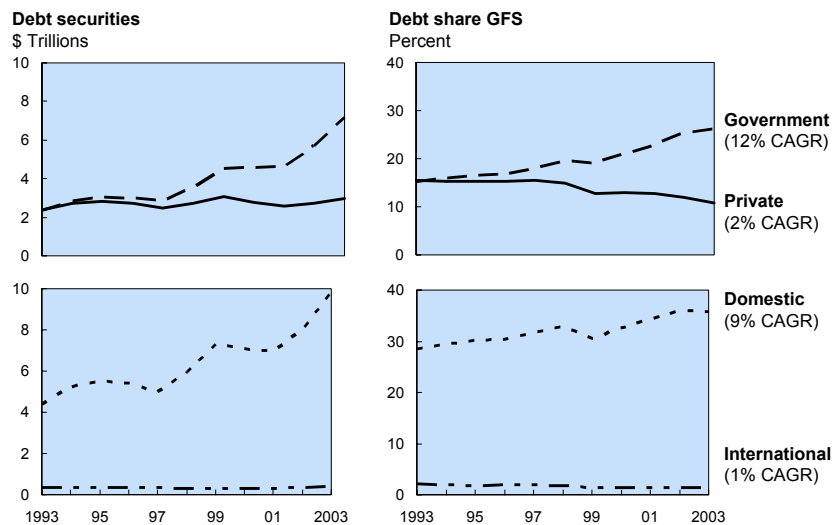 Debt securities
$ Trillions
10
8
6
4
2
0
Debt share GFS
Percent
40
30
20
10
0
Government
(12% CAGR)
Private
(2% CAGR)
10
8
6
4
2
0
1993 95 97 99 01 2003
40
30
20
10
0
1993 95 97 99 01 2003
Domestic
(9% CAGR)
International
(1% CAGR)